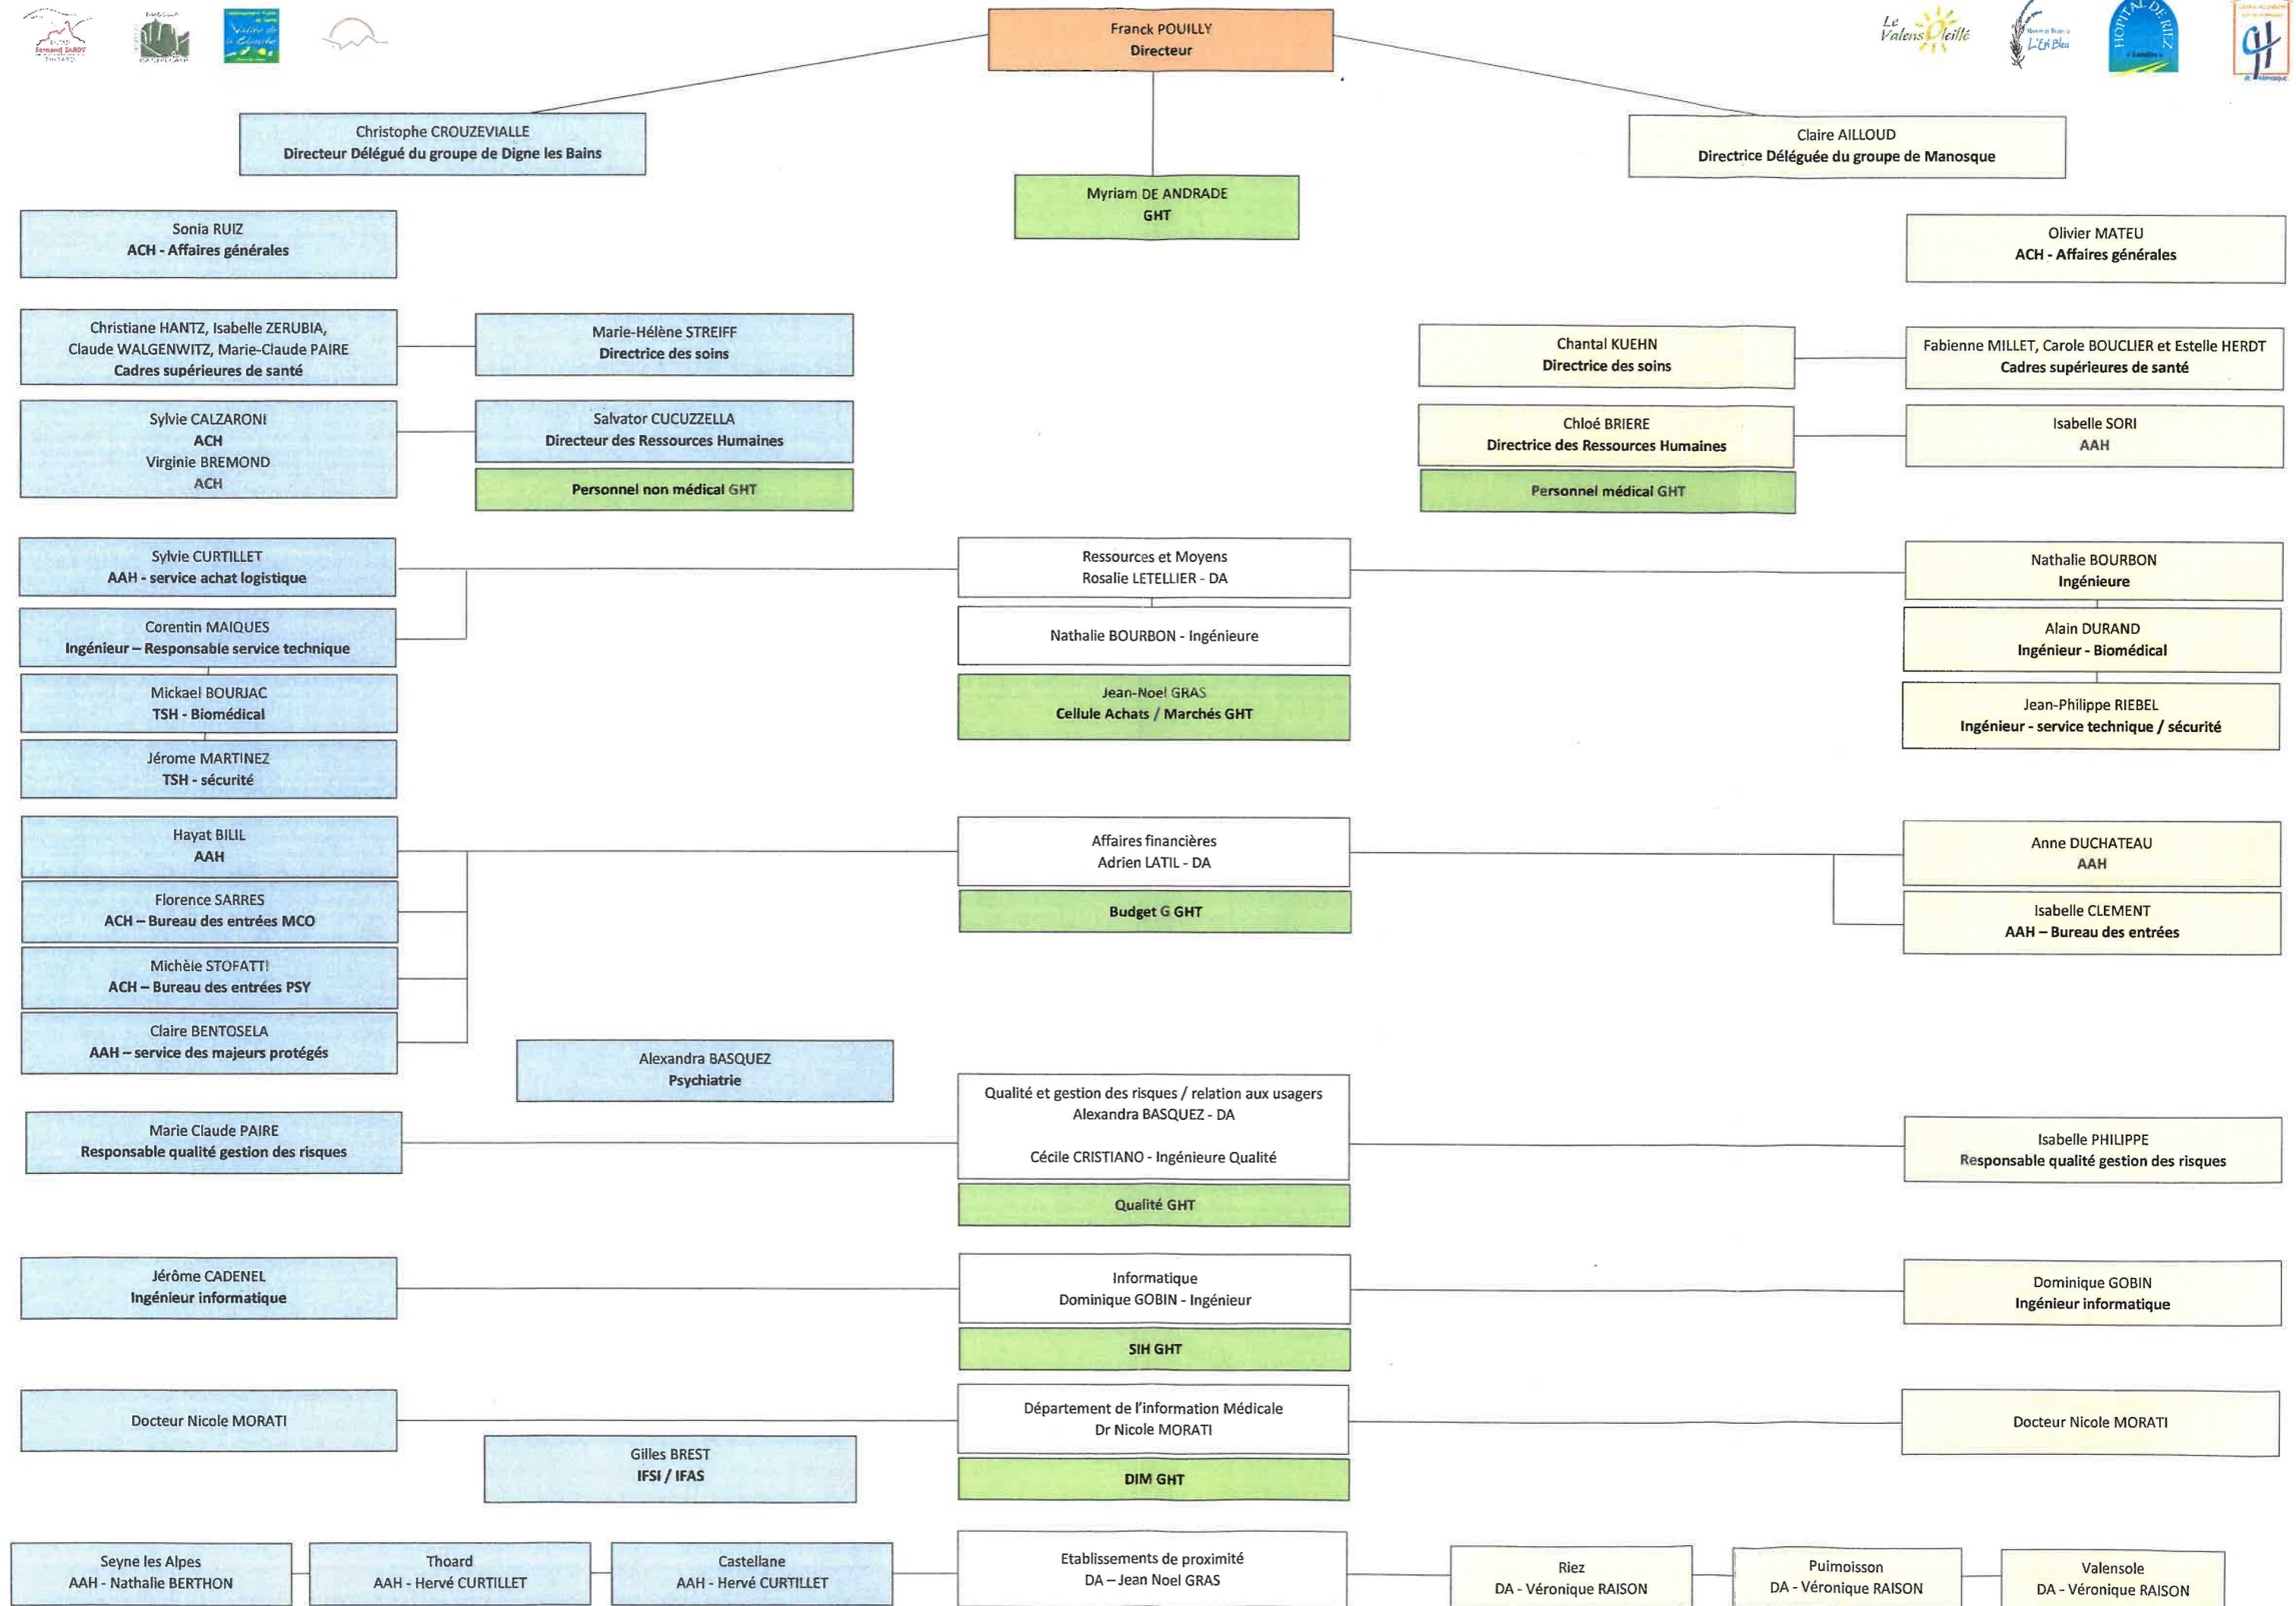 Fernand TARDY
Vallée de
la Blanche
Le
Valensoleillé
L'Epi Bleu
HOPITAL DE RIEZ
de Manosque
Franck POUILLY
Directeur
Christophe CROUZEVIALLE
Directeur Délégué du groupe de Digne les Bains
Claire AILLOUD
Directrice Déléguée du groupe de Manosque
Myriam DE ANDRADE
GHT
Sonia RUIZ
ACH - Affaires générales
Olivier MATEU
ACH - Affaires générales
Christiane HANTZ, Isabelle ZERUBIA,
Claude WALGENWITZ, Marie-Claude PAIRE
Cadres supérieures de santé
Marie-Hélène STREIFF
Directrice des soins
Chantal KUEHN
Directrice des soins
Fabienne MILLET, Carole BOUCLIER et Estelle HERDT
Cadres supérieures de santé
Sylvie CALZARONI
ACH
Virginie BREMOND
ACH
Salvator CUCUZZELLA
Directeur des Ressources Humaines
Personnel non médical GHT
Chloé BRIERE
Directrice des Ressources Humaines
Personnel médical GHT
Isabelle SORI
AAH
Sylvie CURTILLET
AAH - service achat logistique
Ressources et Moyens
Rosalie LETELLIER - DA
Nathalie BOURBON
Ingénieure
Corentin MAIQUES
Ingénieur – Responsable service technique
Nathalie BOURBON - Ingénieure
Alain DURAND
Ingénieur - Biomédical
Mickael BOURJAC
TSH - Biomédical
Jean-Noel GRAS
Cellule Achats / Marchés GHT
Jean-Philippe RIEBEL
Ingénieur - service technique / sécurité
Jérome MARTINEZ
TSH - sécurité
Hayat BILIL
AAH
Affaires financières
Adrien LATIL - DA
Anne DUCHATEAU
AAH
Florence SARRES
ACH – Bureau des entrées MCO
Budget G GHT
Isabelle CLEMENT
AAH – Bureau des entrées
Michèle STOFATTI
ACH – Bureau des entrées PSY
Claire BENTOSELA
AAH – service des majeurs protégés
Alexandra BASQUEZ
Psychiatrie
Marie Claude PAIRE
Responsable qualité gestion des risques
Qualité et gestion des risques / relation aux usagers
Alexandra BASQUEZ - DA
Cécile CRISTIANO - Ingénieure Qualité
Qualité GHT
Isabelle PHILIPPE
Responsable qualité gestion des risques
Jérôme CADENEL
Ingénieur informatique
Informatique
Dominique GOBIN - Ingénieur
SIH GHT
Dominique GOBIN
Ingénieur informatique
Docteur Nicole MORATI
Département de l'information Médicale
Dr Nicole MORATI
Docteur Nicole MORATI
Gilles BREST
IFSI / IFAS
DIM GHT
Seyne les Alpes
AAH - Nathalie BERTHON
Thoard
AAH - Hervé CURTILLET
Castellane
AAH - Hervé CURTILLET
Etablissements de proximité
DA – Jean Noel GRAS
Riez
DA - Véronique RAISON
Puimoisson
DA - Véronique RAISON
Valensole
DA - Véronique RAISON